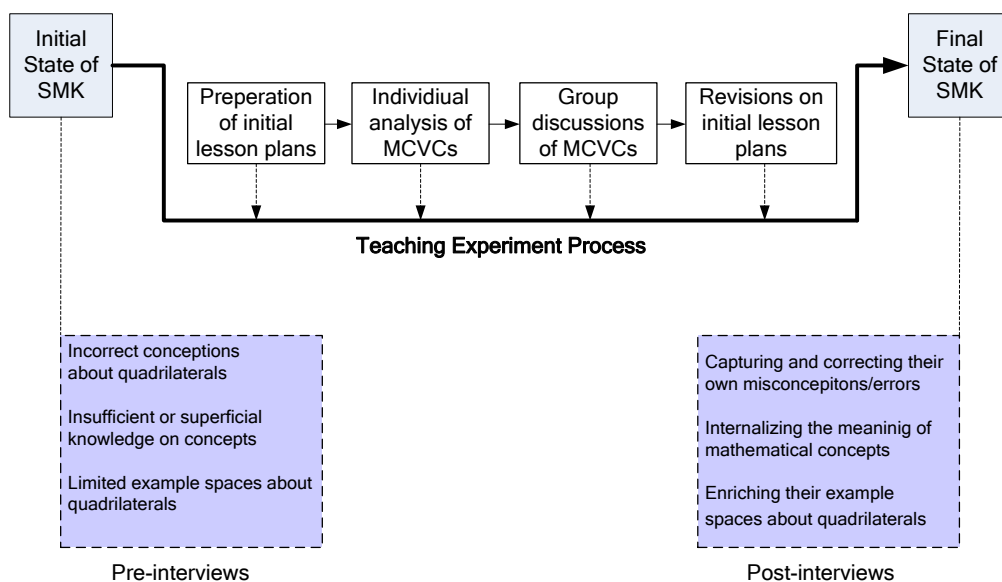 Initial
State of
SMK
Final
State of
SMK
Preperation
of initial
lesson plans
Individiual
analysis of
MCVCs
Group
discussions
of MCVCs
Revisions on
initial lesson
plans
Teaching Experiment Process
Incorrect conceptions
about quadrilaterals
Insufficient or superficial
knowledge on concepts
Limited example spaces about
quadrilaterals
Pre-interviews
Capturing and correcting their
own misconcepitons/errors
Internalizing the meaninig of
mathematical concepts
Enriching their example
spaces about quadrilaterals
Post-interviews